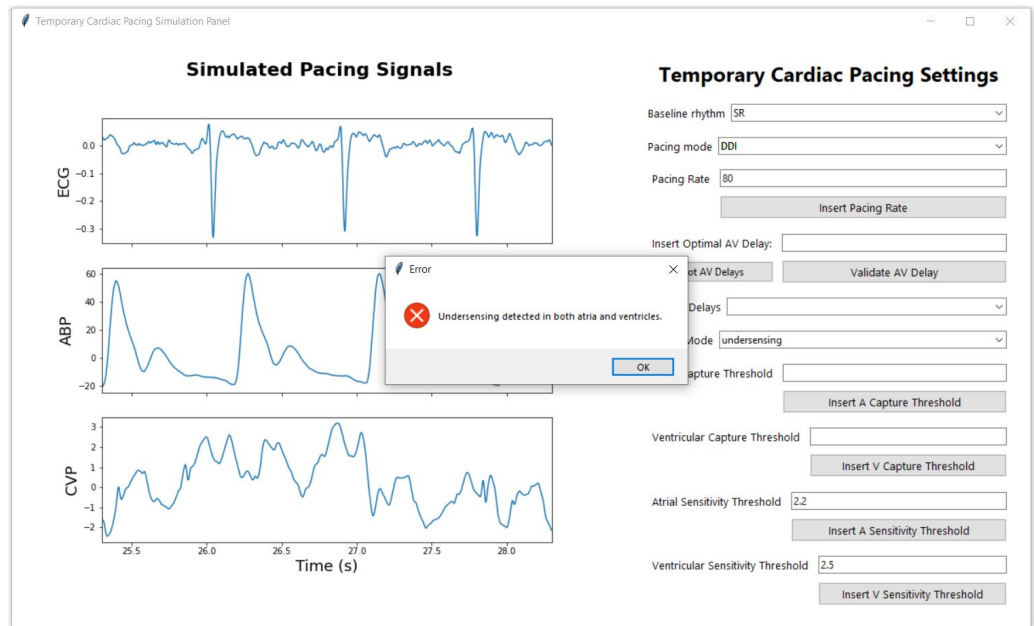 Temporary Cardiac Pacing Simulation Panel
Simulated Pacing Signals
ECG
0.0
−0.1
−0.2
−0.3
ABP
60
40
20
0
−20
CVP
3
2
1
0
−1
−2
25.5 26.0 26.5 27.0 27.5 28.0
Time (s)
Error
Undersensing detected in both atria and ventricles.
OK
Temporary Cardiac Pacing Settings
Baseline rhythm SR
Pacing mode DDI
Pacing Rate 80
Insert Pacing Rate
Insert Optimal AV Delay:
AV Delays Validate AV Delay
Delays
Mode undersensing
Capture Threshold
Insert A Capture Threshold
Ventricular Capture Threshold
Insert V Capture Threshold
Atrial Sensitivity Threshold 2.2
Insert A Sensitivity Threshold
Ventricular Sensitivity Threshold 2.5
Insert V Sensitivity Threshold